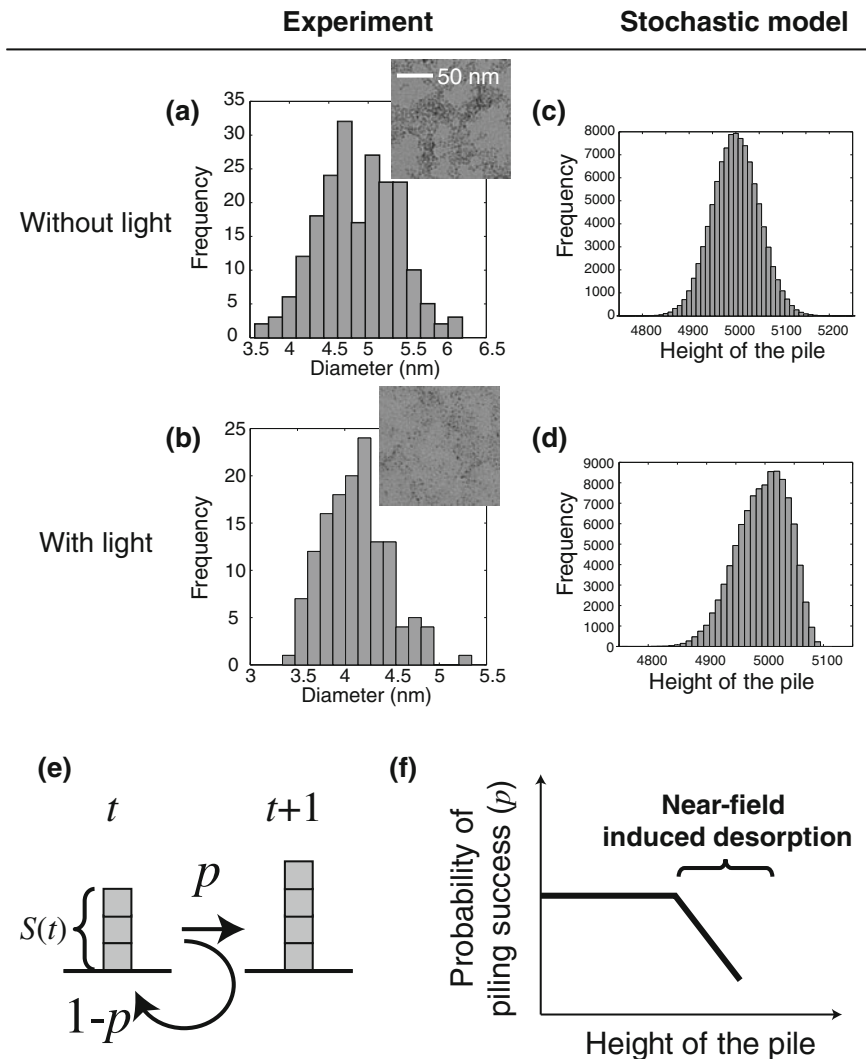 Experiment
Stochastic model
Without light
(a)
50 nm
Frequency
35
30
25
20
15
10
5
0
3.5 4 4.5 5 5.5 6 6.5
Diameter (nm)
(c)
Frequency
8000
7000
6000
5000
4000
3000
2000
1000
0
4800 4900 5000 5100 5200
Height of the pile
With light
(b)
Frequency
25
20
15
10
5
0
3 3.5 4 4.5 5 5.5
Diameter (nm)
(d)
Frequency
9000
8000
7000
6000
5000
4000
3000
2000
1000
0
4800 4900 5000 5100
Height of the pile
(e)
t
t+1
p
S(t)
1-p
(f)
Probability of
piling success (p)
Near-field
induced desorption
Height of the pile